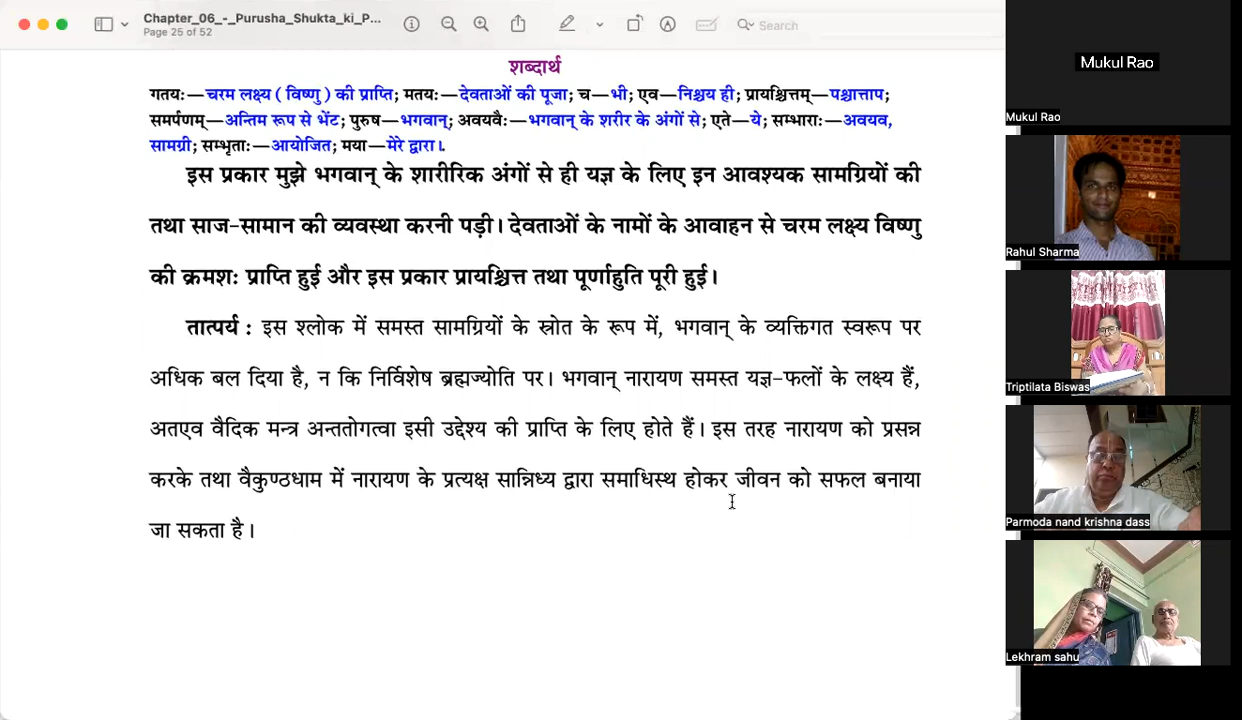 Chapter_06_-_Purusha_Shukta_ki_P...
Page 25 of 52
Search
शब्दार्थ
गतयः—चरम लक्ष्य ( विष्णु ) की प्राप्ति; मतयः—देवताओं की पूजा; च—भी; एव—निश्चय ही; प्रायश्चित्तम्—पश्चात्ताप;
समर्पणम्—अन्तिम रूप से भेंट; पुरुष—भगवान्; अवयवैः—भगवान् के शरीर के अंगों से; एते—ये; सम्भाराः—अवयव,
सामग्री; सम्भृताः—आयोजित; मया—मेरे द्वारा।.
इस प्रकार मुझे भगवान् के शारीरिक अंगों से ही यज्ञ के लिए इन आवश्यक सामग्रियों की
तथा साज-सामान की व्यवस्था करनी पड़ी। देवताओं के नामों के आवाहन से चरम लक्ष्य विष्णु
की क्रमशः प्राप्ति हुई और इस प्रकार प्रायश्चित्त तथा पूर्णाहुति पूरी हुई।
तात्पर्य : इस श्लोक में समस्त सामग्रियों के स्रोत के रूप में, भगवान् के व्यक्तिगत स्वरूप पर
अधिक बल दिया है, न कि निर्विशेष ब्रह्मज्योति पर। भगवान् नारायण समस्त यज्ञ-फलों के लक्ष्य हैं,
अतएव वैदिक मन्त्र अन्ततोगत्वा इसी उद्देश्य की प्राप्ति के लिए होते हैं। इस तरह नारायण को प्रसन्न
करके तथा वैकुण्ठधाम में नारायण के प्रत्यक्ष सान्निध्य द्वारा समाधिस्थ होकर जीवन को सफल बनाया
जा सकता है।
Mukul Rao
Mukul Rao
Rahul Sharma
Triptilata Biswas
Parmoda nand krishna dass
Lekhram sahu